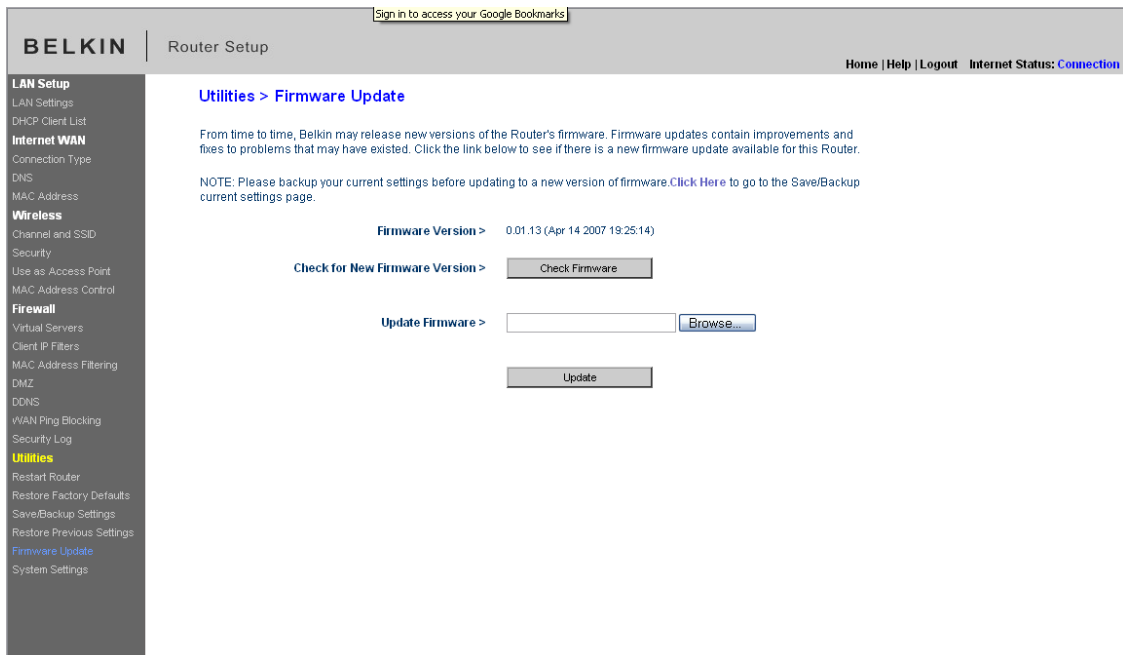 Sign in to access your Google Bookmarks
BELKIN
Router Setup
Home | Help | Logout Internet Status: Connection
LAN Setup
LAN Settings
DHCP Client List
Internet WAN
Connection Type
DNS
MAC Address
Wireless
Channel and SSID
Security
Use as Access Point
MAC Address Control
Firewall
Virtual Servers
Client IP Filters
MAC Address Filtering
DMZ
DDNS
WAN Ping Blocking
Security Log
Utilities
Restart Router
Restore Factory Defaults
Save/Backup Settings
Restore Previous Settings
Firmware Update
System Settings
Utilities > Firmware Update
From time to time, Belkin may release new versions of the Router's firmware. Firmware updates contain improvements and
fixes to problems that may have existed. Click the link below to see if there is a new firmware update available for this Router.
NOTE: Please backup your current settings before updating to a new version of firmware.Click Here to go to the Save/Backup
current settings page.
Firmware Version > 0.01.13 (Apr 14 2007 19:25:14)
Check for New Firmware Version > Check Firmware
Update Firmware > Browse...
Update